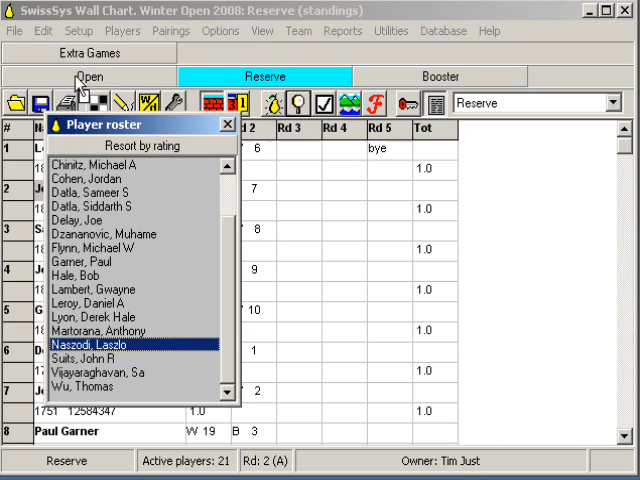 SwissSys Wall Chart. Winter Open 2008: Reserve (standings)
File Edit Setup Players Pairings Options View Team Reports Utilities Database Help
Extra Games
Open Reserve Booster
Reserve
# Rd 3 Rd 4 Rd 5 Tot
Player roster
Resort by rating
Chinitz, Michael A
Cohen, Jordan
Datla, Sameer S
Datla, Siddarth S
Delay, Joe
Dzananovic, Muhame
Flynn, Michael W
Garner, Paul
Hale, Bob
Lambert, Gwayne
Leroy, Daniel A
Lyon, Derek Hale
Martorana, Anthony
Naszodi, Laszlo
Suits, John R
Vijayaraghavan, Sa
Wu, Thomas
1 6 bye
1.0
2 7
1.0
3 8
1.0
4 9
1.0
5 10
1.0
6 1
1.0
7 2
1751 12584347 1.0 1.0
8 Paul Garner W 19 B 3
Reserve Active players: 21 Rd: 2 (A) Owner: Tim Just